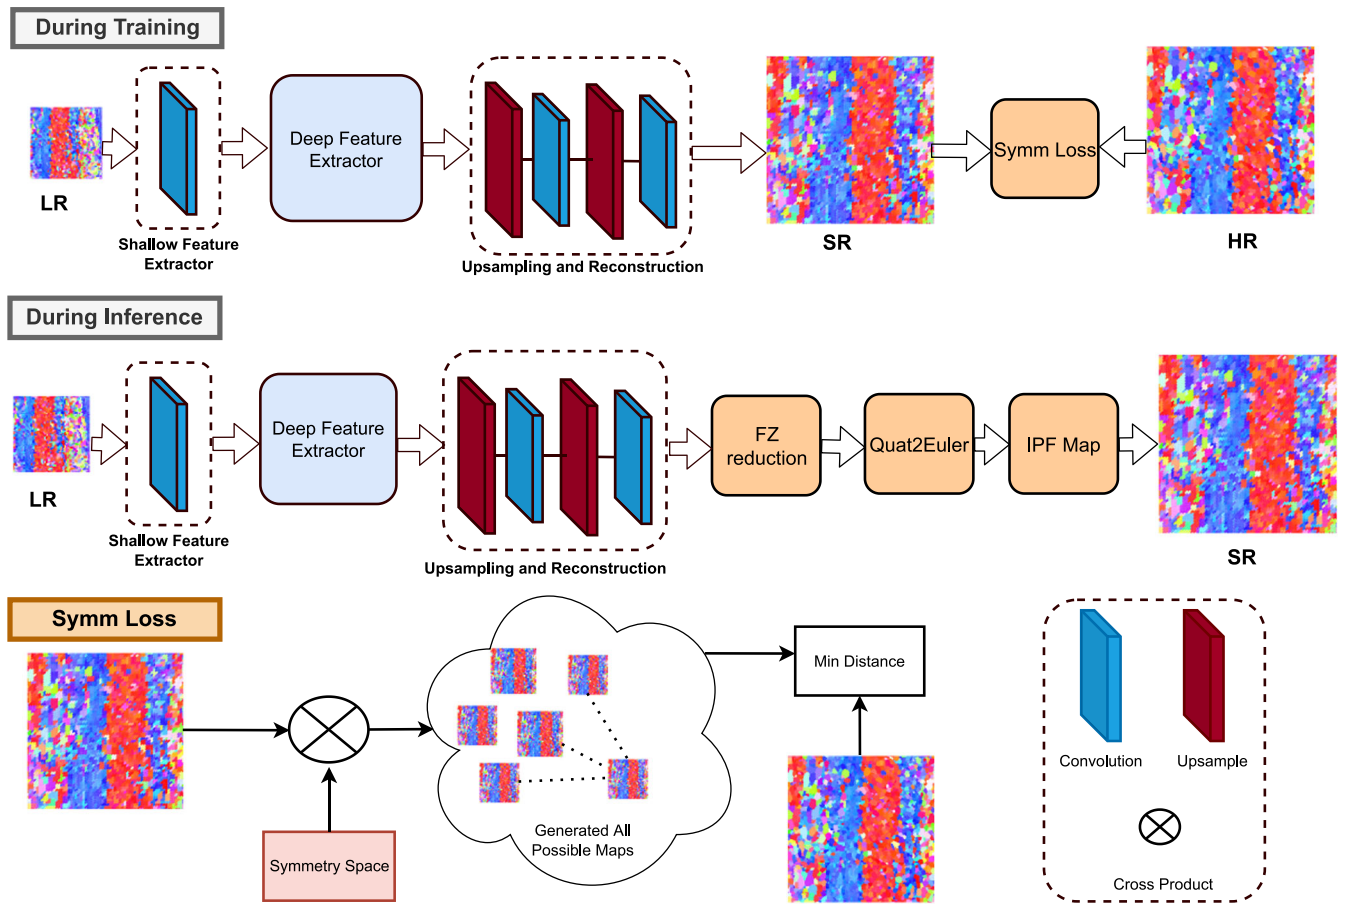 During Training
LR
Shallow Feature
Extractor
Deep Feature
Extractor
Upsampling and Reconstruction
SR
Symm Loss
HR
During Inference
LR
Shallow Feature
Extractor
Deep Feature
Extractor
Upsampling and Reconstruction
FZ
reduction
Quat2Euler
IPF Map
SR
Symm Loss
Symmetry Space
Generated All
Possible Maps
Min Distance
Convolution
Upsample
Cross Product